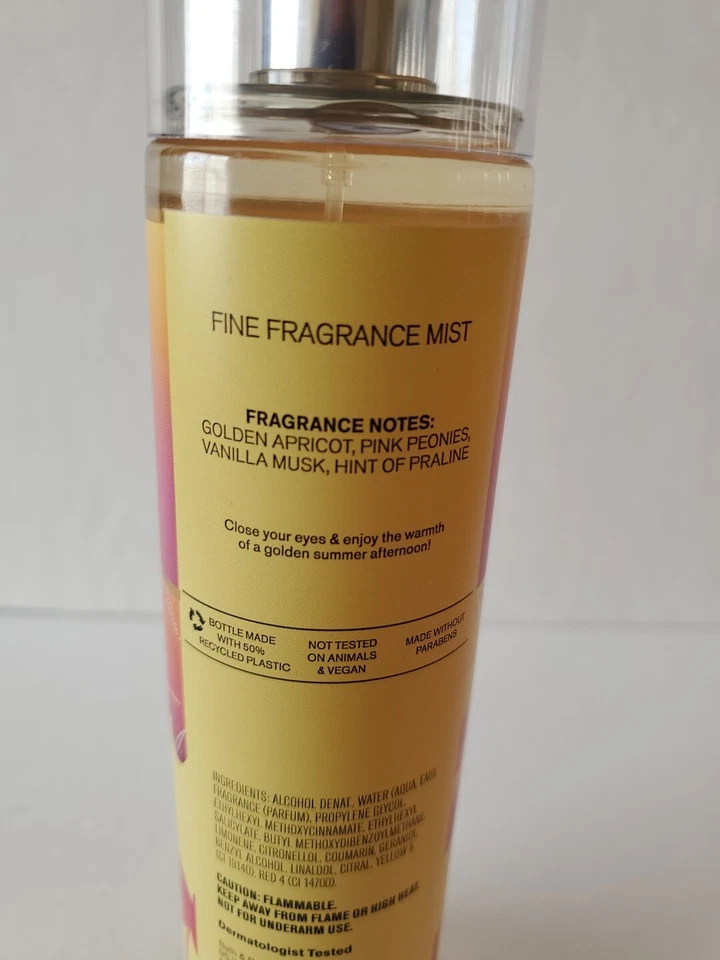 FINE FRAGRANCE MIST
FRAGRANCE NOTES:
GOLDEN APRICOT, PINK PEONIES,
VANILLA MUSK, HINT OF PRALINE
Close your eyes & enjoy the warmth
of a golden summer afternoon!
BOTTLE MADE
WITH 50%
RECYCLED PLASTIC
NOT TESTED
ON ANIMALS
& VEGAN
MADE WITHOUT
PARABENS
INGREDIENTS: ALCOHOL DENAT., WATER (AQUA, EAU),
FRAGRANCE (PARFUM), PROPYLENE GLYCOL,
ETHYLHEXYL METHOXYCINNAMATE, ETHYLHEXYL
SALICYLATE, BUTYL METHOXYDIBENZOYLMETHANE,
LIMONENE, CITRONELLOL, COUMARIN, GERANIOL,
BENZYL ALCOHOL, LINALOOL, CITRAL, YELLOW 5
(CI 19140), RED 4 (CI 14700).
CAUTION: FLAMMABLE.
KEEP AWAY FROM FLAME OR HIGH HEAT.
NOT FOR UNDERARM USE.
Dermatologist Tested